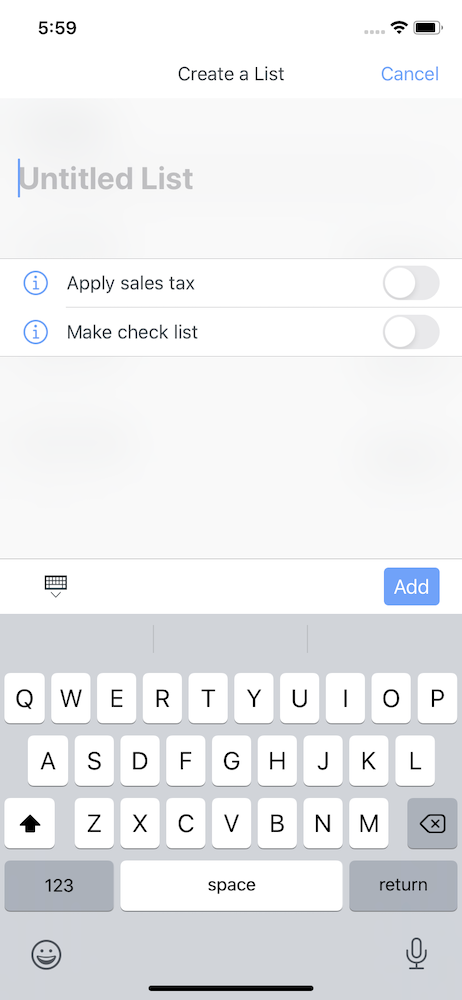 5:59
Create a List Cancel
Untitled List
Apply sales tax
Make check list
Add
Q W E R T Y U I O P
A S D F G H J K L
Z X C V B N M
123 space return